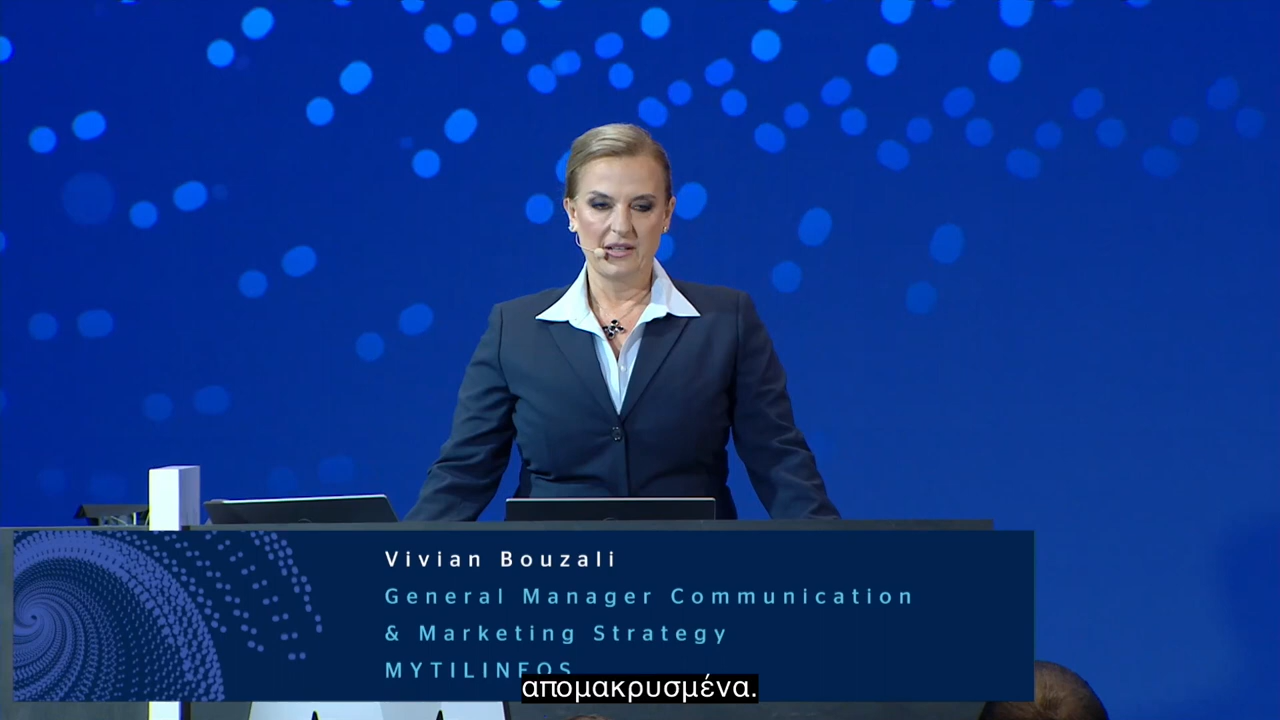 Vivian Bouzali
General Manager Communication
& Marketing Strategy
MYTILINEOS
απομακρυσμένα.